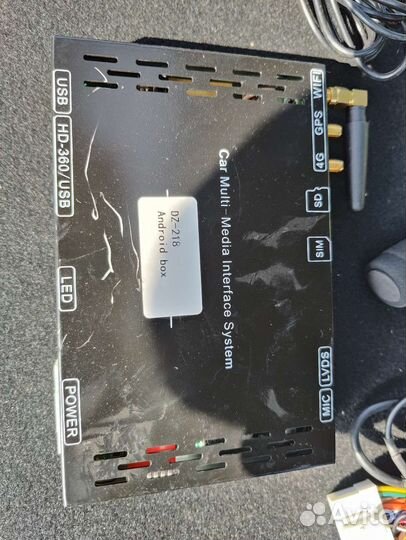 USB
HD-360/USB
LED
POWER
DZ-218
Android box
Car Multi-Media Interface System
WIFI
GPS
4G
SD
SIM
LVDS
MIC
Avito